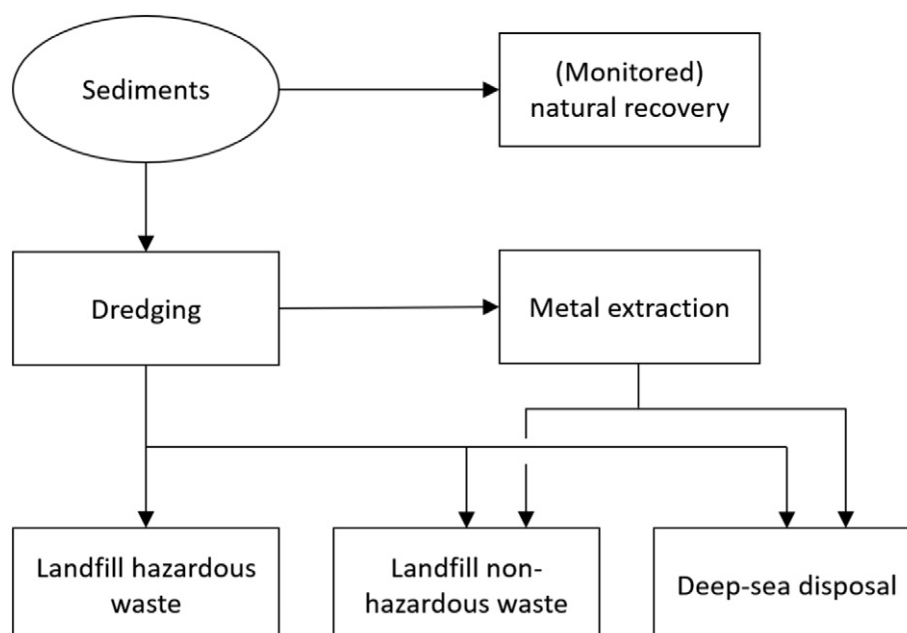 Sediments
(Monitored)
natural recovery
Dredging
Metal extraction
Landfill hazardous
waste
Landfill non-
hazardous waste
Deep-sea disposal